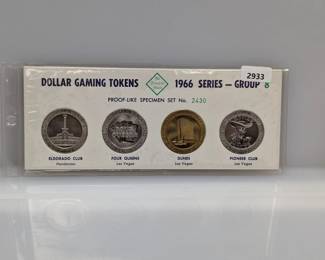 DOLLAR GAMING TOKENS 1966 SERIES — GROUP 8
2933
PROOF-LIKE SPECIMEN SET No. 2430
ELDORADO CLUB
Henderson
FOUR QUEENS
Las Vegas
DUNES
Las Vegas
PIONEER CLUB
Las Vegas